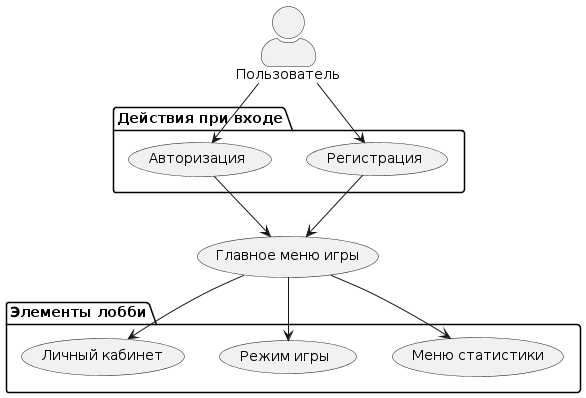 Пользователь
Действия при входе
Авторизация
Регистрация
Главное меню игры
Элементы лобби
Личный кабинет
Режим игры
Меню статистики